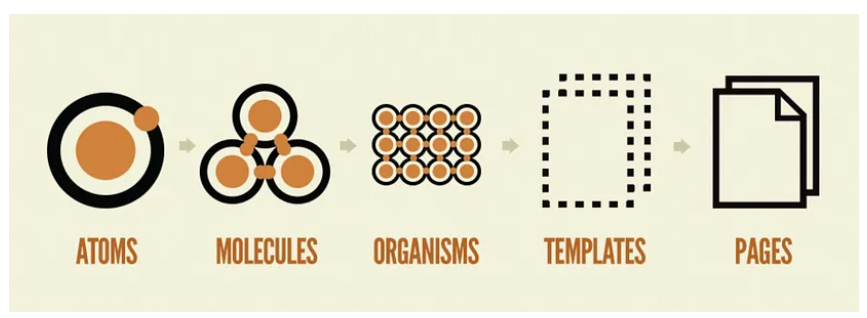 ATOMS
MOLECULES
ORGANISMS
TEMPLATES
PAGES